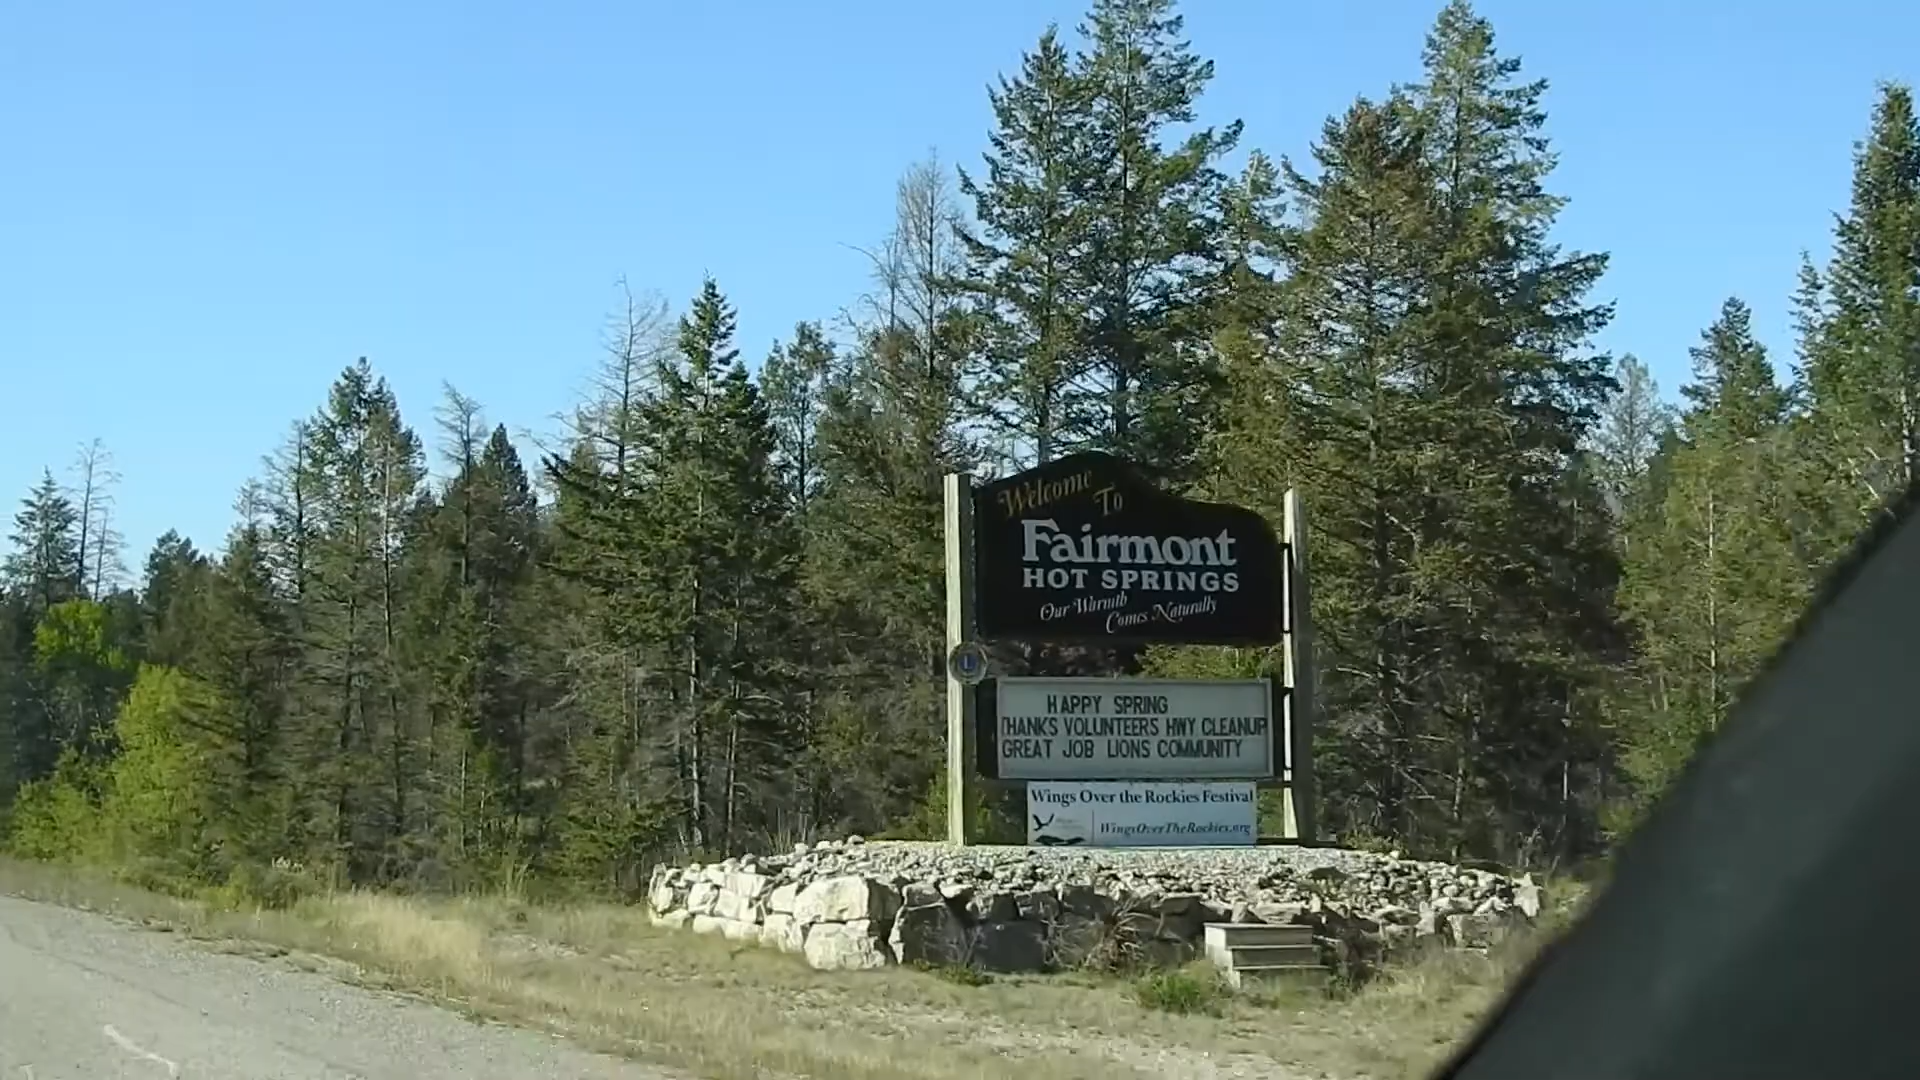 Welcome
To
Fairmont
HOT SPRINGS
Our Warmth
Comes Naturally
L
HAPPY SPRING
THANKS VOLUNTEERS HWY CLEANUP
GREAT JOB LIONS COMMUNITY
Wings Over the Rockies Festival
WingsOverTheRockies.org